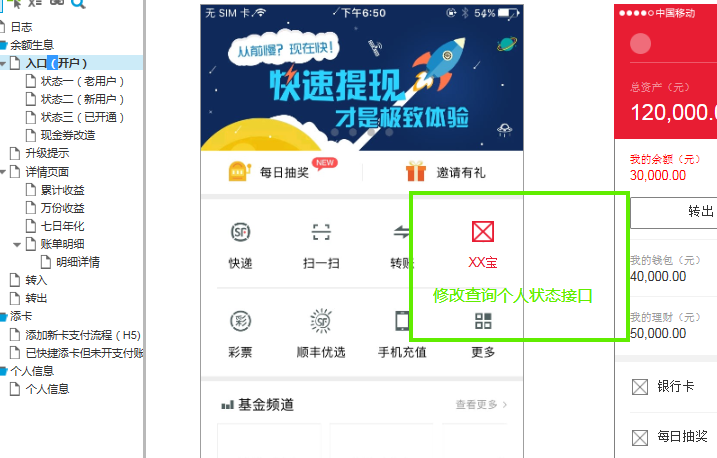 日志
余额生息
入口（开户）
状态一（老用户）
状态二（新用户）
状态三（已开通）
现金券改造
升级提示
详情页面
累计收益
万份收益
七日年化
账单明细
明细详情
转入
转出
添卡
添加新卡支付流程（H5)
已快捷添卡但未开支付账
个人信息
个人信息
无 SIM 卡 下午6:50 54%
从前慢? 现在快!
快速提现
才是极致体验
每日抽奖 NEW 邀请有礼
SF
快递 扫一扫 转账 XX宝
修改查询个人状态接口
彩 SF
彩票 顺丰优选 手机充值 更多
基金频道 查看更多 >
中国移动
总资产（元）
120,000.0
我的余额（元）
30,000.00
转出
我的钱包（元）
40,000.00
我的理财（元）
50,000.00
银行卡
每日抽奖